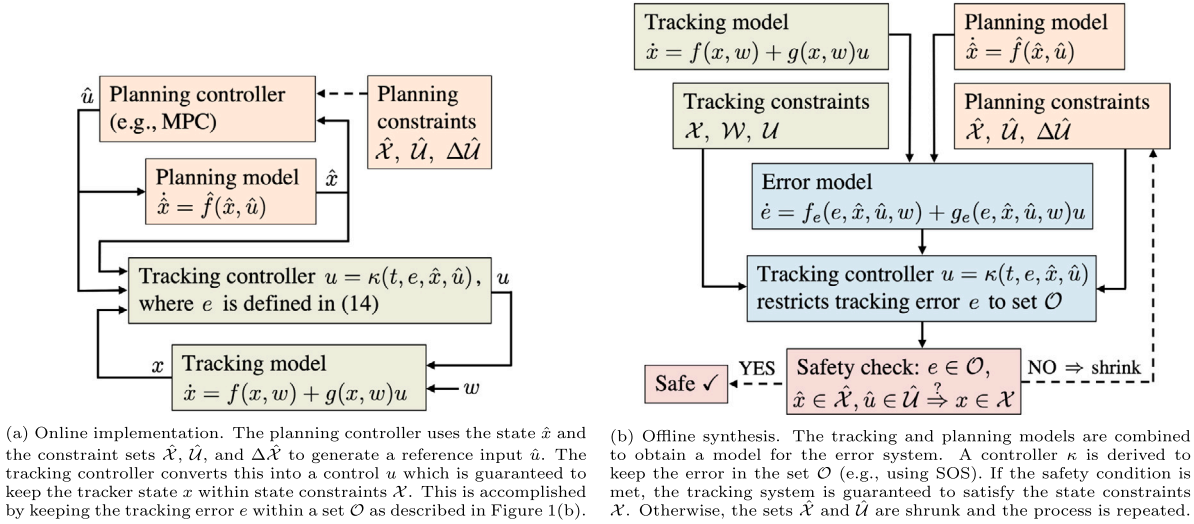 û
Planning controller
(e.g., MPC)
Planning
constraints
𝒳̂, 𝒰̂, Δ𝒰̂
Planning model
x̂̇ = f̂(x̂, û)
x̂
Tracking controller u = κ(t, e, x̂, û),
where e is defined in (14)
u
x
Tracking model
ẋ = f(x, w) + g(x, w)u
w
(a) Online implementation. The planning controller uses the state x̂ and
the constraint sets 𝒳̂, 𝒰̂, and Δ𝒳̂ to generate a reference input û. The
tracking controller converts this into a control u which is guaranteed to
keep the tracker state x within state constraints 𝒳. This is accomplished
by keeping the tracking error e within a set 𝒪 as described in Figure 1(b).
Tracking model
ẋ = f(x, w) + g(x, w)u
Planning model
x̂̇ = f̂(x̂, û)
Tracking constraints
𝒳, 𝒲, 𝒰
Planning constraints
𝒳̂, 𝒰̂, Δ𝒰̂
Error model
ė = fₑ(e, x̂, û, w) + gₑ(e, x̂, û, w)u
Tracking controller u = κ(t, e, x̂, û)
restricts tracking error e to set 𝒪
Safe ✓
YES
Safety check: e ∈ 𝒪,
x̂ ∈ 𝒳̂, û ∈ 𝒰̂ ⇒? x ∈ 𝒳
NO ⇒ shrink
(b) Offline synthesis. The tracking and planning models are combined
to obtain a model for the error system. A controller κ is derived to
keep the error in the set 𝒪 (e.g., using SOS). If the safety condition is
met, the tracking system is guaranteed to satisfy the state constraints
𝒳. Otherwise, the sets 𝒳̂ and 𝒰̂ are shrunk and the process is repeated.